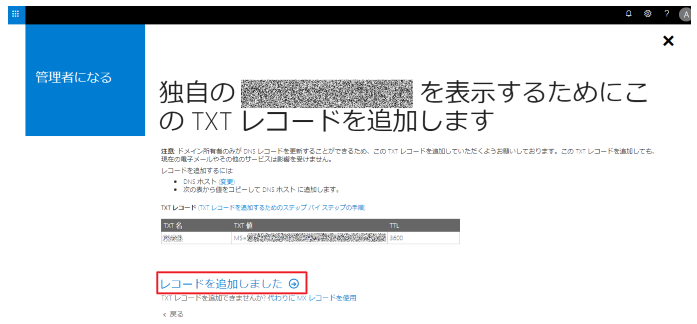 ?
A
管理者になる
独自の を表示するためにこ
の TXT レコードを追加します
注意: ドメイン所有者のみが DNS レコードを更新することができるため、この TXT レコードを追加していただくようお願いしております。この TXT レコードを追加しても、
現在の電子メールやその他のサービスは影響を受けません。
レコードを追加するには:
• DNS ホスト (変更)
• 次の表から値をコピーして DNS ホスト に追加します。
TXT レコード (TXT レコードを追加するためのステップ バイ ステップの手順)
TXT 名 TXT 値 TTL
MS= 3600
レコードを追加しました
TXT レコードを追加できませんか? 代わりに MX レコードを使用
< 戻る